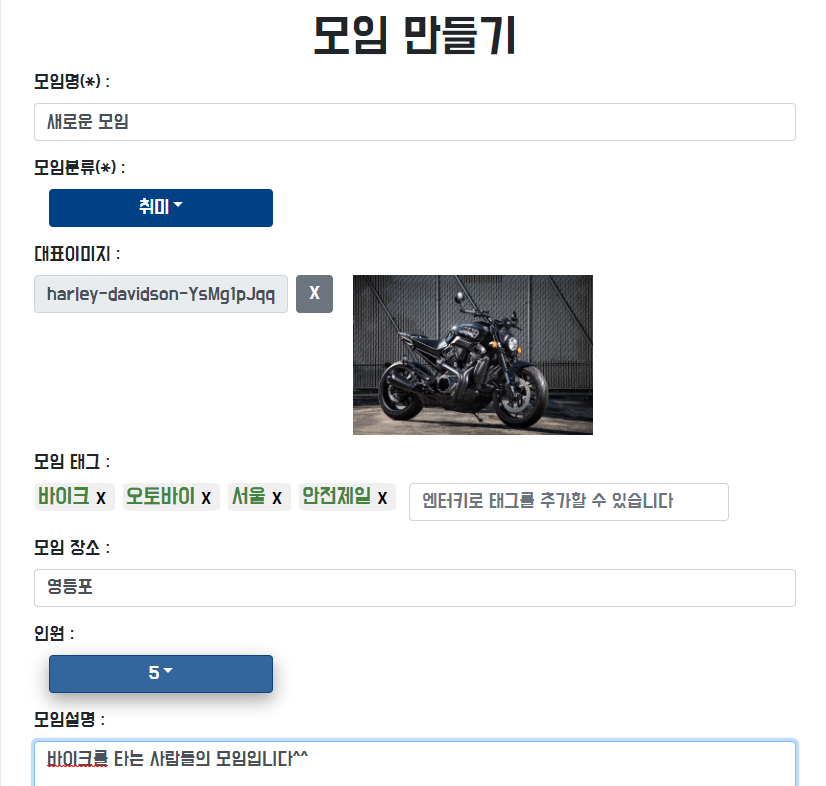 모임 만들기
모임명(*) :
새로운 모임
모임분류(*) :
취미
대표이미지 :
harley-davidson-YsMg1pJqq X
모임 태그 :
바이크 x 오토바이 x 서울 x 안전제일 x 엔터키로 태그를 추가할 수 있습니다
모임 장소 :
영등포
인원 :
5
모임설명 :
바이크를 타는 사람들의 모임입니다^^